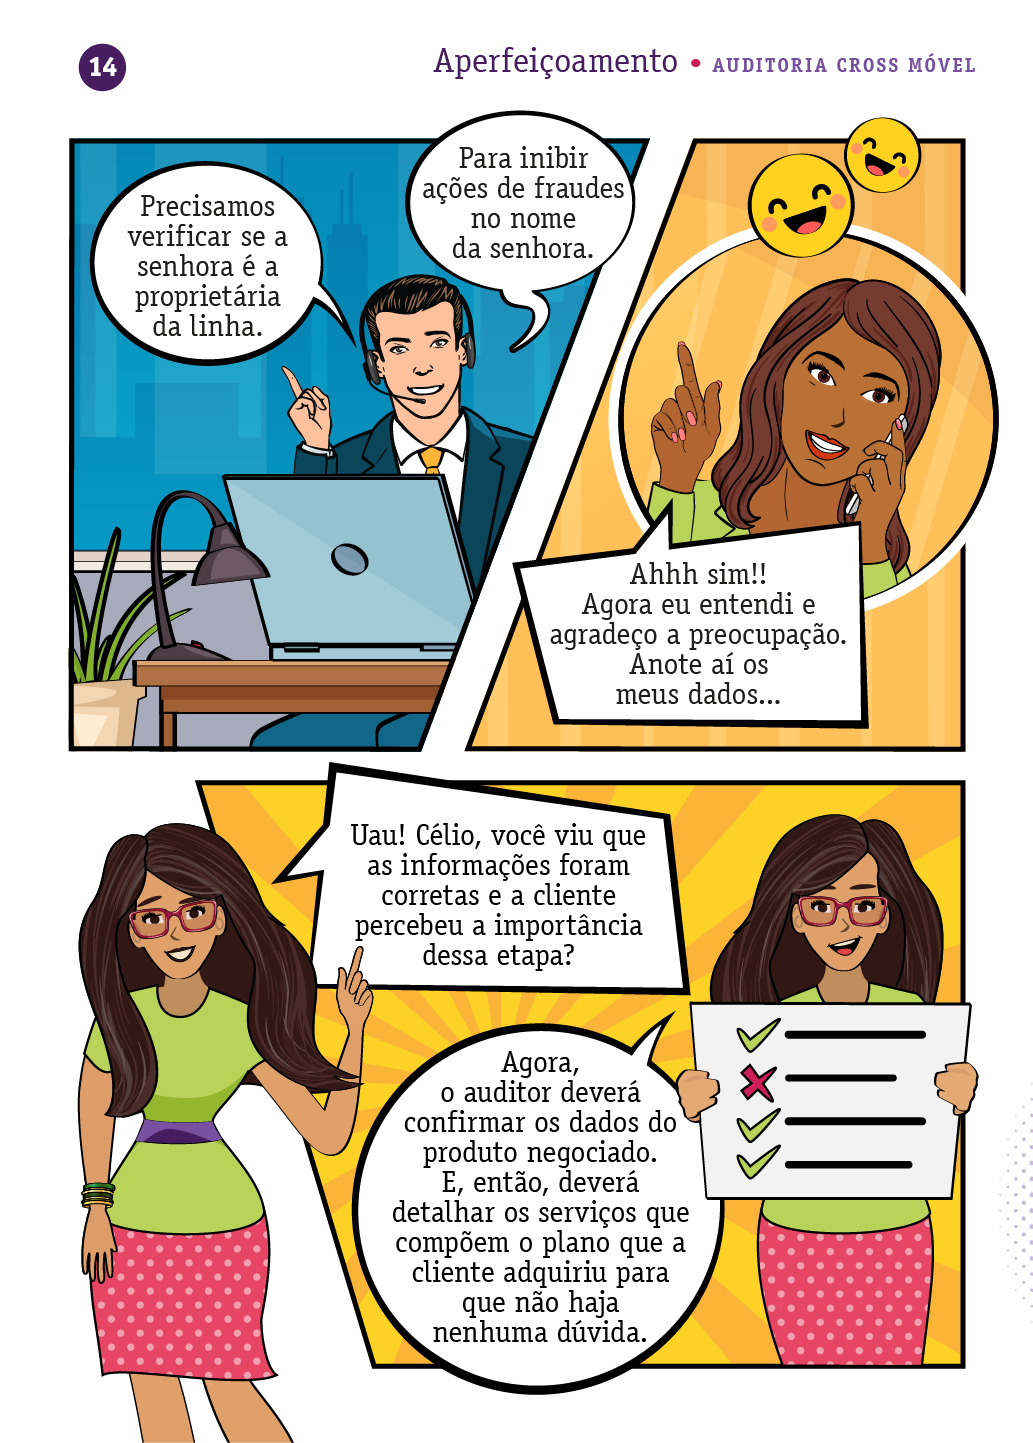 14
Aperfeiçoamento • AUDITORIA CROSS MÓVEL
Precisamos
verificar se a
senhora é a
proprietária
da linha.
Para inibir
ações de fraudes
no nome
da senhora.
Ahhh sim!!
Agora eu entendi e
agradeço a preocupação.
Anote aí os
meus dados...
Uau! Célio, você viu que
as informações foram
corretas e a cliente
percebeu a importância
dessa etapa?
Agora,
o auditor deverá
confirmar os dados do
produto negociado.
E, então, deverá
detalhar os serviços que
compõem o plano que a
cliente adquiriu para
que não haja
nenhuma dúvida.